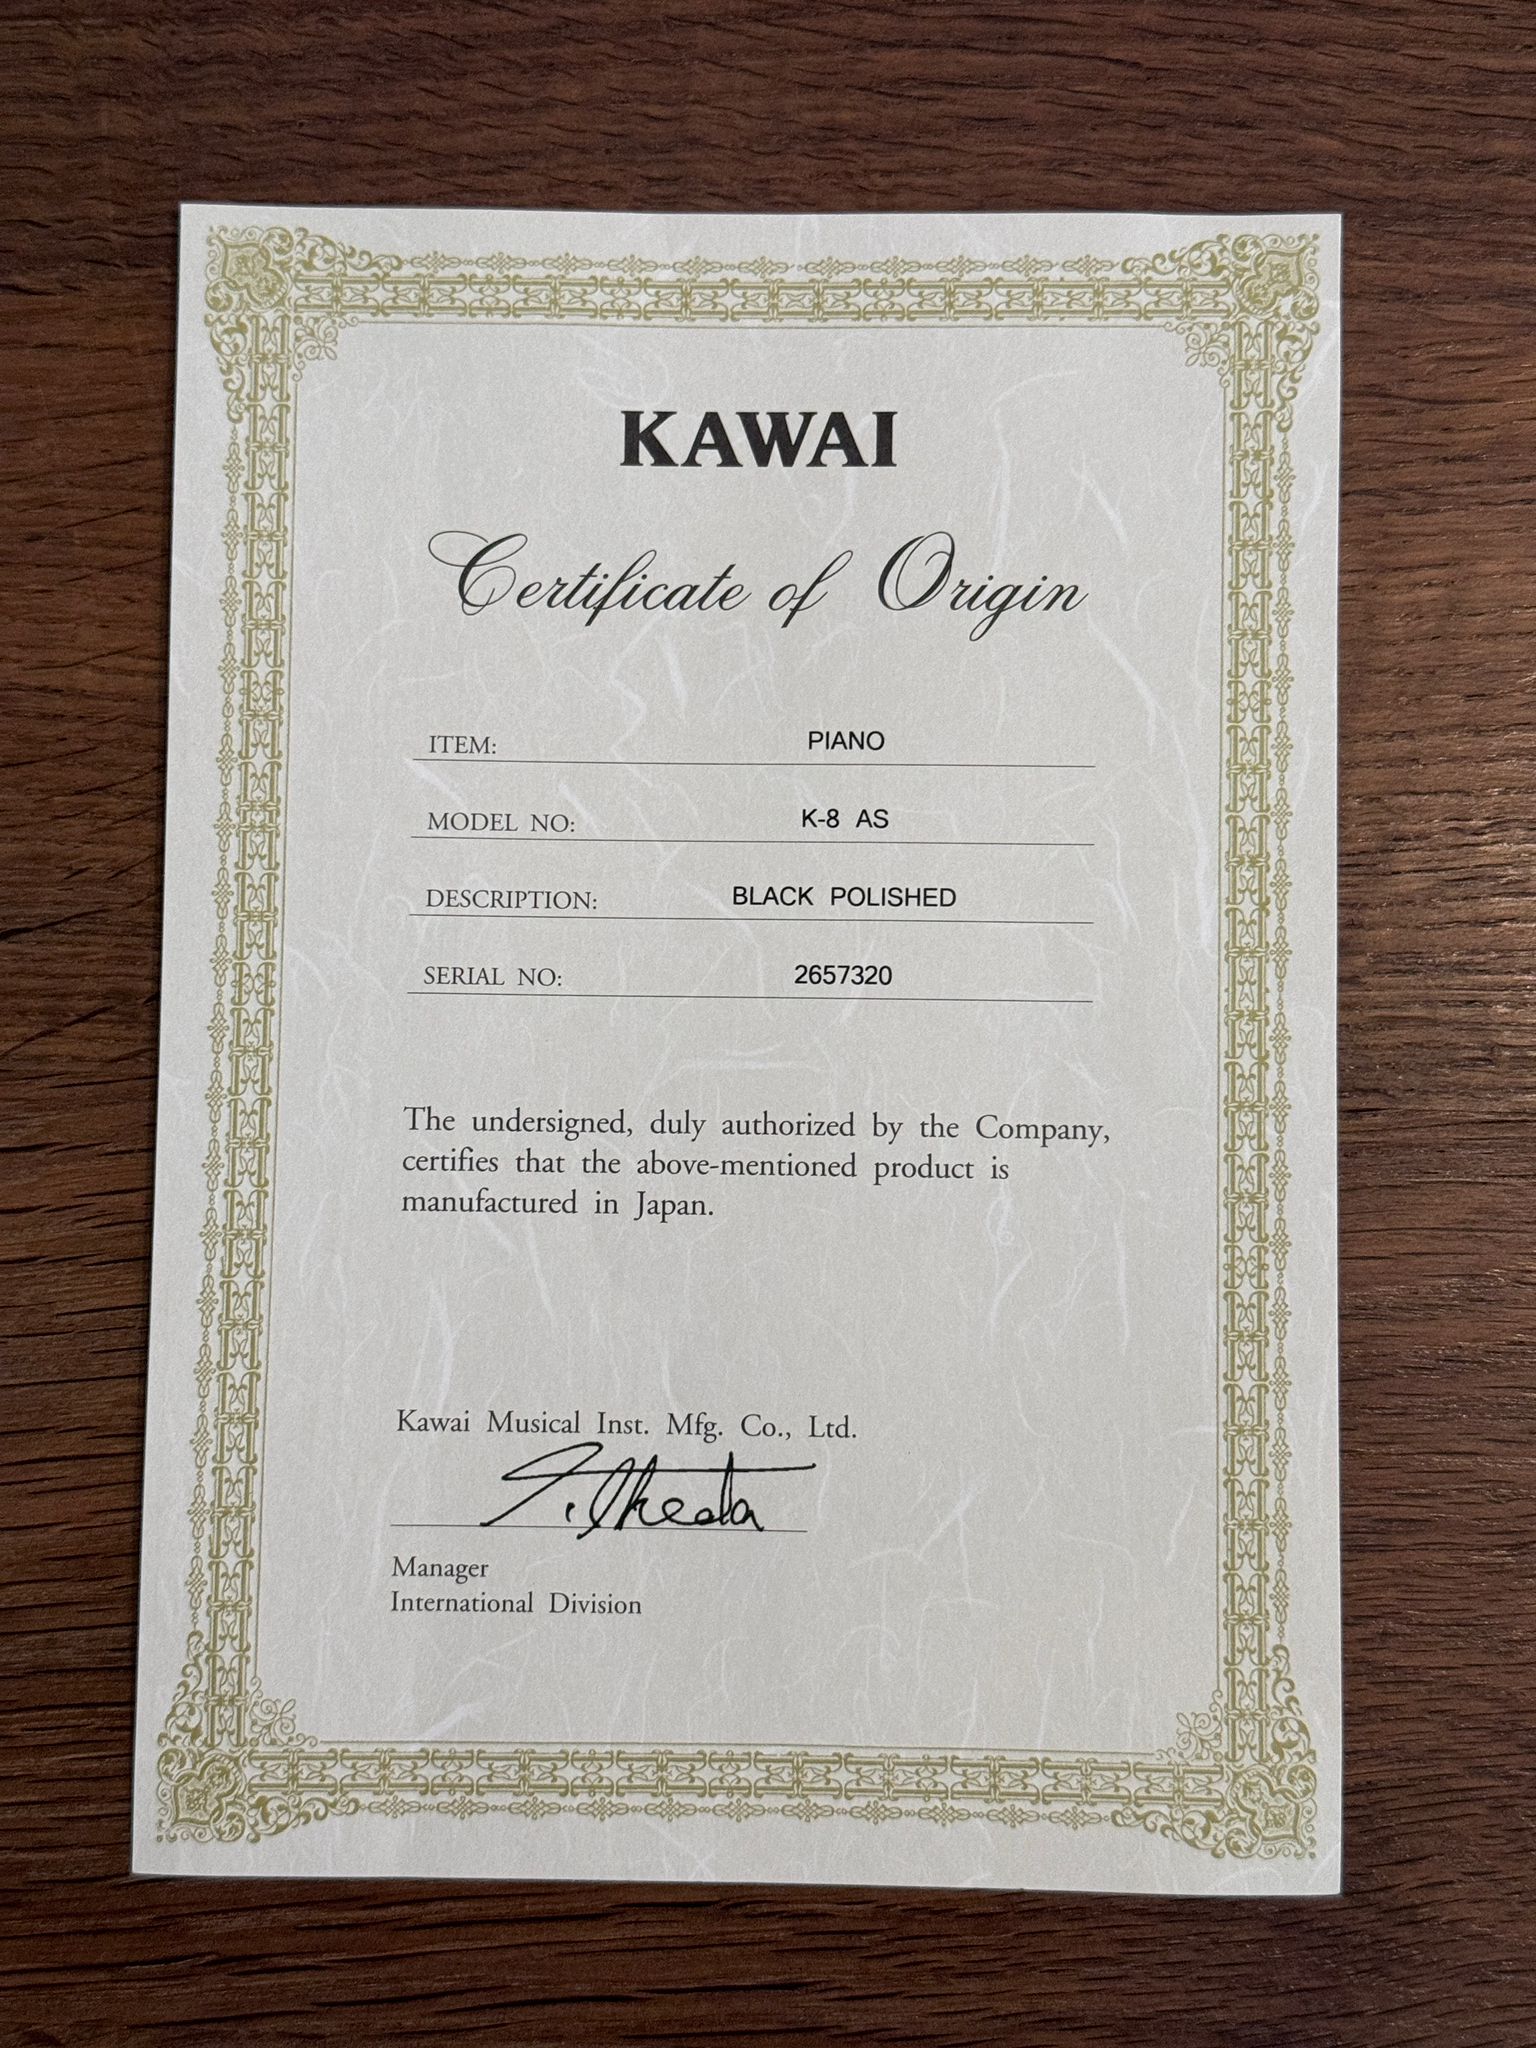 KAWAI
Certificate of Origin
ITEM: PIANO
MODEL NO: K-8 AS
DESCRIPTION: BLACK POLISHED
SERIAL NO: 2657320
The undersigned, duly authorized by the Company,
certifies that the above-mentioned product is
manufactured in Japan.
Kawai Musical Inst. Mfg. Co., Ltd.
Manager
International Division